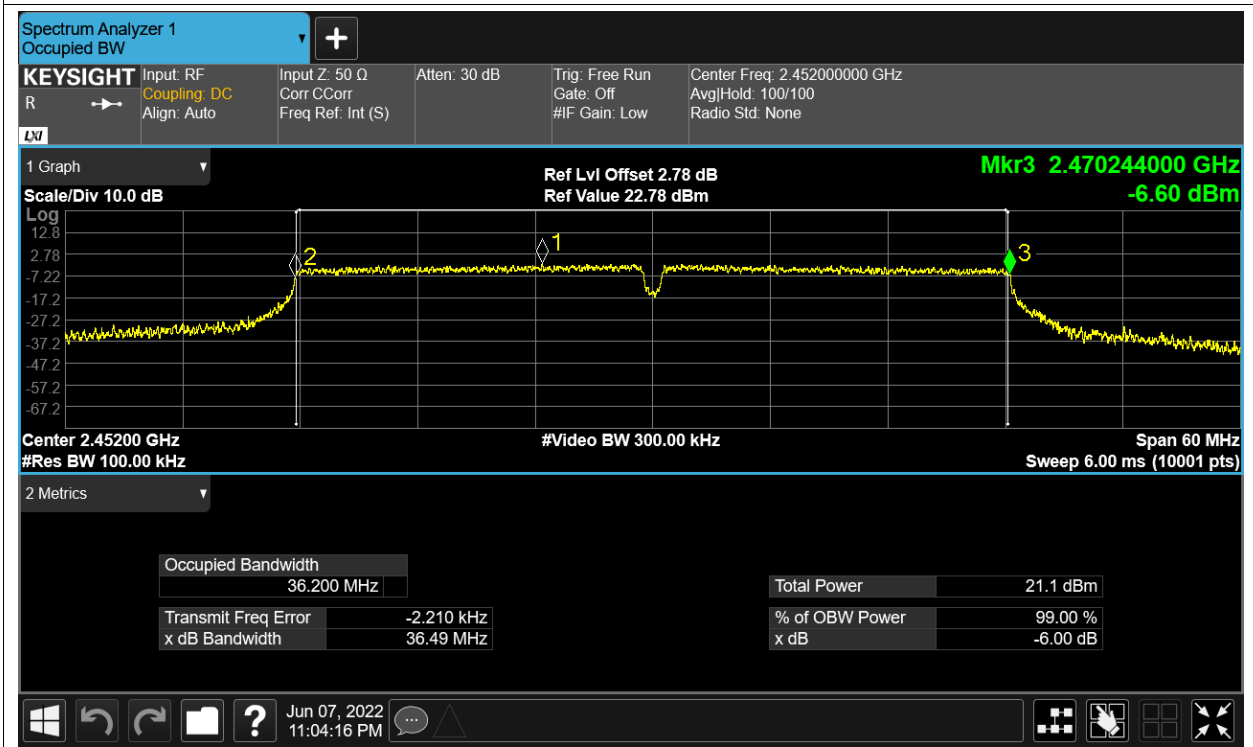 Spectrum Analyzer 1
Occupied BW
KEYSIGHT
R
LXI
Input: RF
Coupling: DC
Align: Auto
Input Z: 50 Ω
Corr CCorr
Freq Ref: Int (S)
Atten: 30 dB
Trig: Free Run
Gate: Off
#IF Gain: Low
Center Freq: 2.452000000 GHz
Avg|Hold: 100/100
Radio Std: None
1 Graph
Scale/Div 10.0 dB
Ref Lvl Offset 2.78 dB
Ref Value 22.78 dBm
Mkr3 2.470244000 GHz
-6.60 dBm
Log
12.8
2.78
-7.22
-17.2
-27.2
-37.2
-47.2
-57.2
-67.2
1
2
3
Center 2.45200 GHz
#Video BW 300.00 kHz
Span 60 MHz
#Res BW 100.00 kHz
Sweep 6.00 ms (10001 pts)
2 Metrics
Occupied Bandwidth
36.200 MHz
Total Power 21.1 dBm
Transmit Freq Error -2.210 kHz
% of OBW Power 99.00 %
x dB Bandwidth 36.49 MHz
x dB -6.00 dB
?
Jun 07, 2022
11:04:16 PM